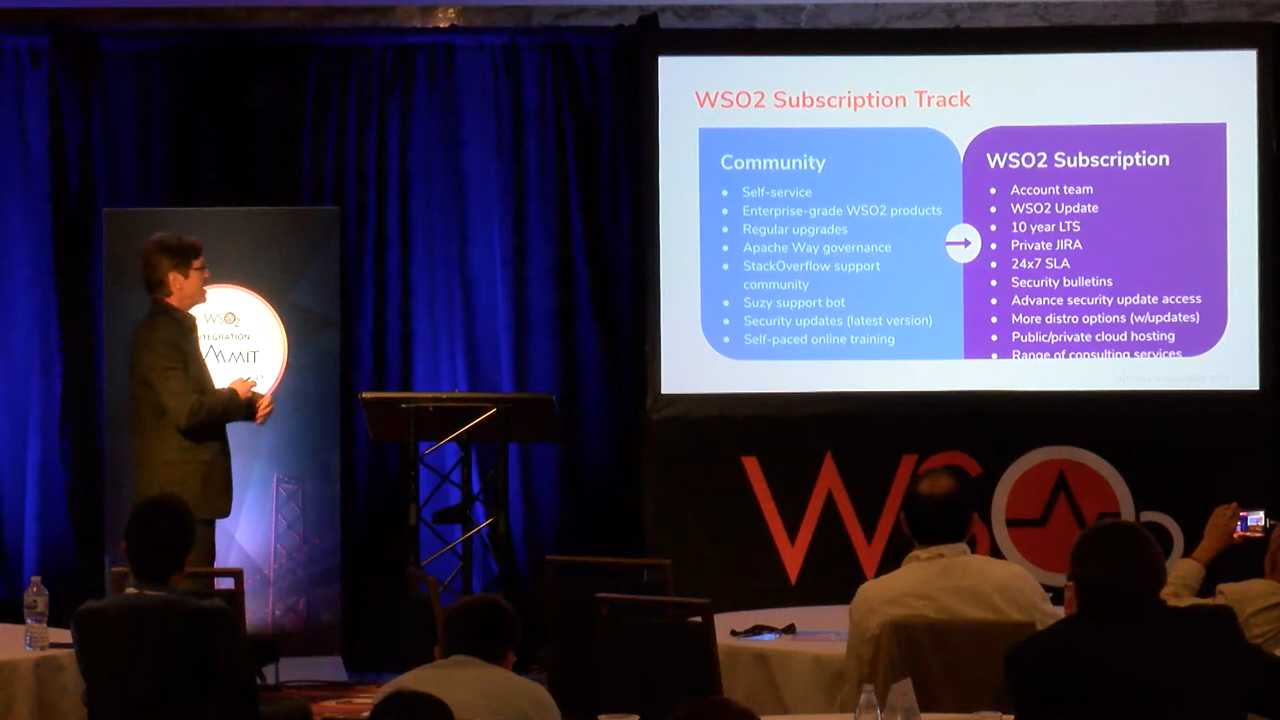 WSO2 Subscription Track
Community
• Self-service
• Enterprise-grade WSO2 products
• Regular upgrades
• Apache Way governance
• StackOverflow support
community
• Suzy support bot
• Security updates (latest version)
• Self-paced online training
WSO2 Subscription
• Account team
• WSO2 Update
• 10 year LTS
• Private JIRA
• 24x7 SLA
• Security bulletins
• Advance security update access
• More distro options (w/updates)
• Public/private cloud hosting
• Range of consulting services
WSO2
NTEGRATION
MMIT
WSO2